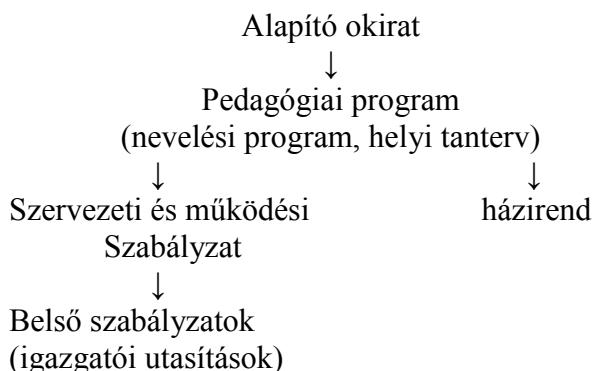 Alapító okirat
↓
Pedagógiai program
(nevelési program, helyi tanterv)
↓ ↓
Szervezeti és működési házirend
Szabályzat
↓
Belső szabályzatok
(igazgatói utasítások)